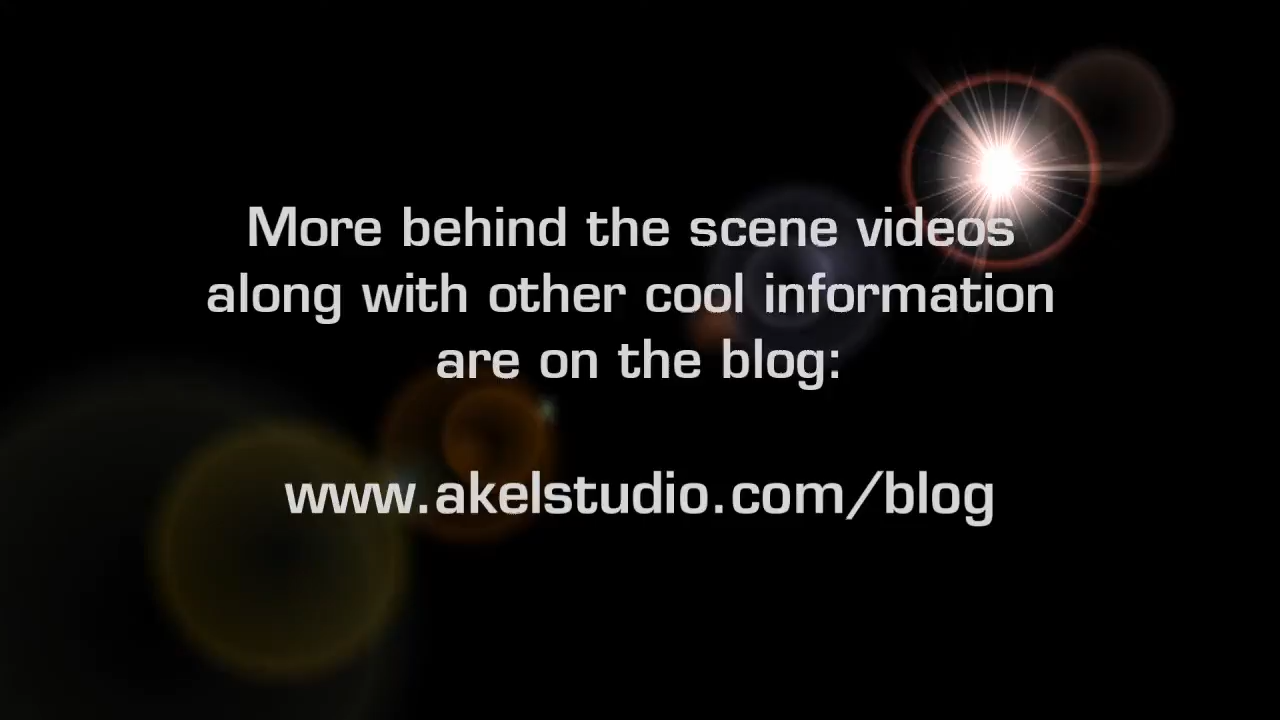 More behind the scene videos
along with other cool information
are on the blog:
www.akelstudio.com/blog